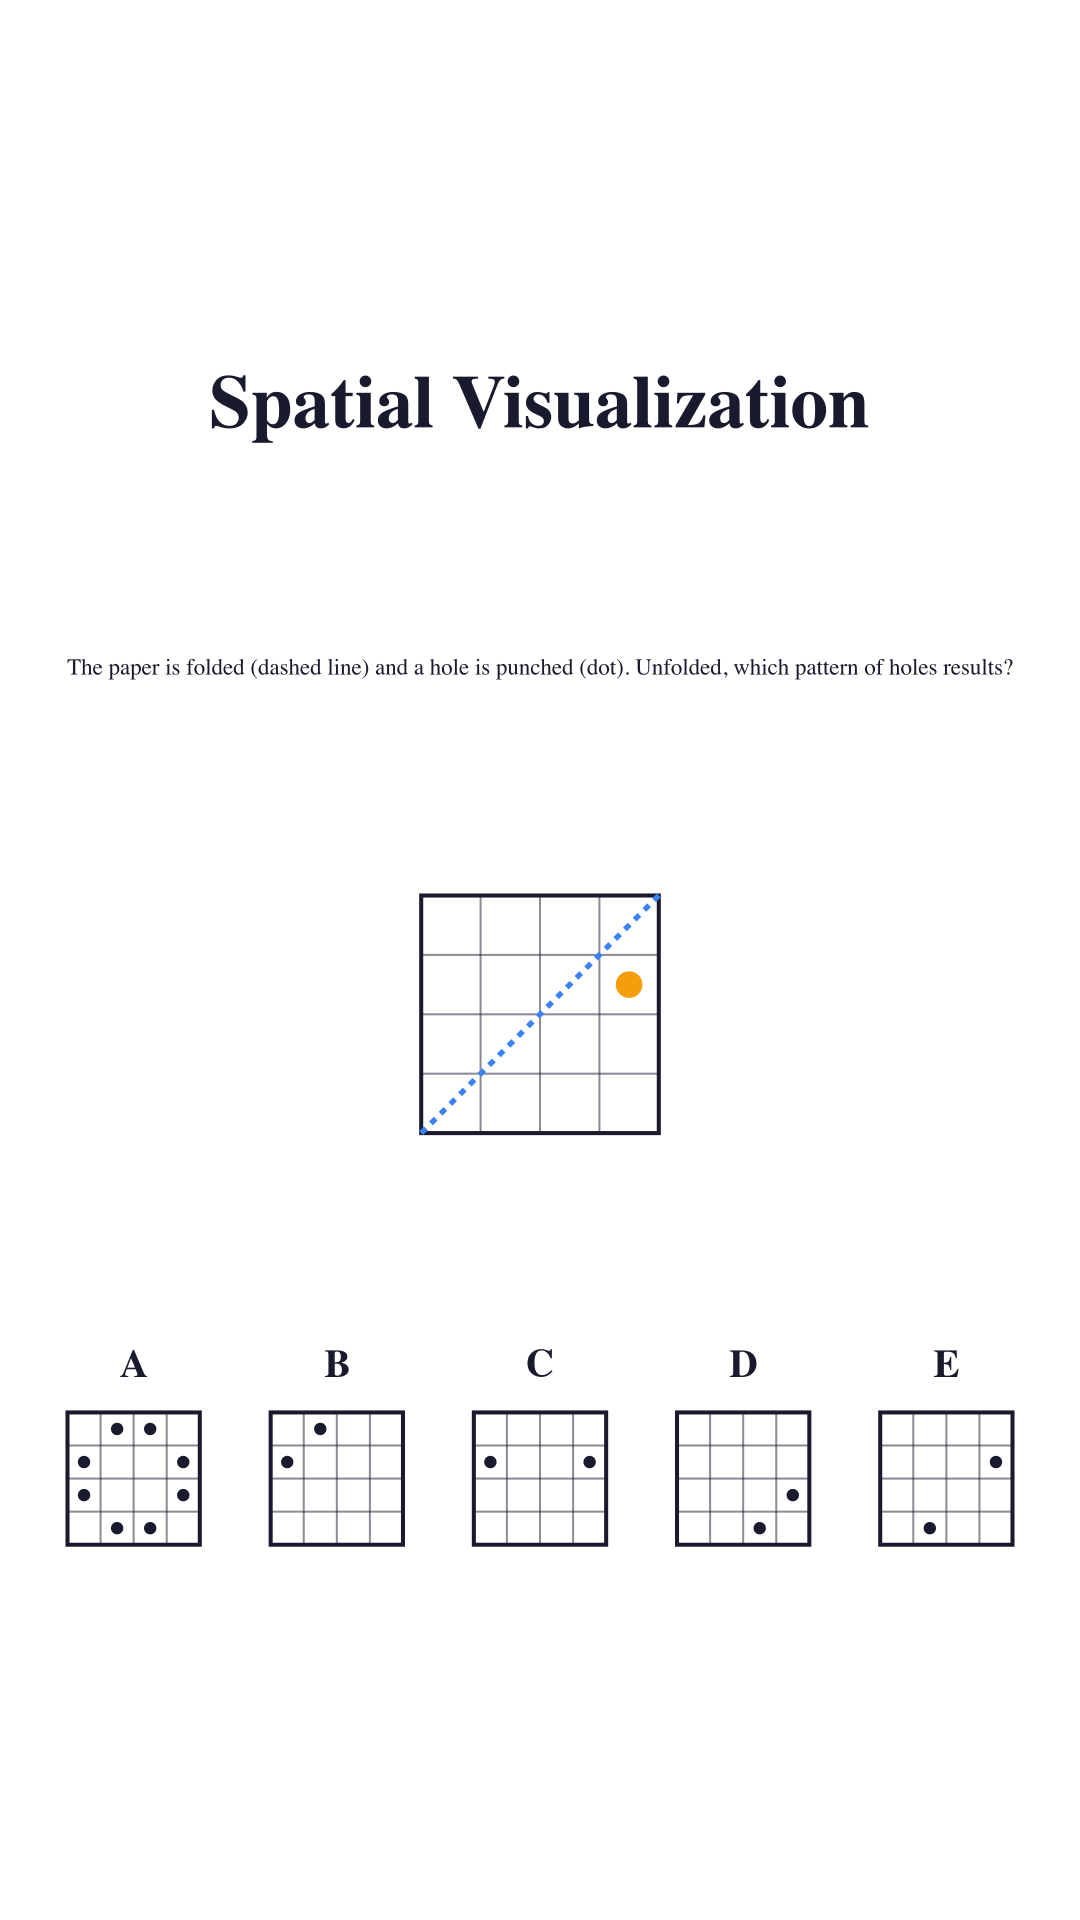 Spatial Visualization
The paper is folded (dashed line) and a hole is punched (dot). Unfolded, which pattern of holes results?
A B C D E